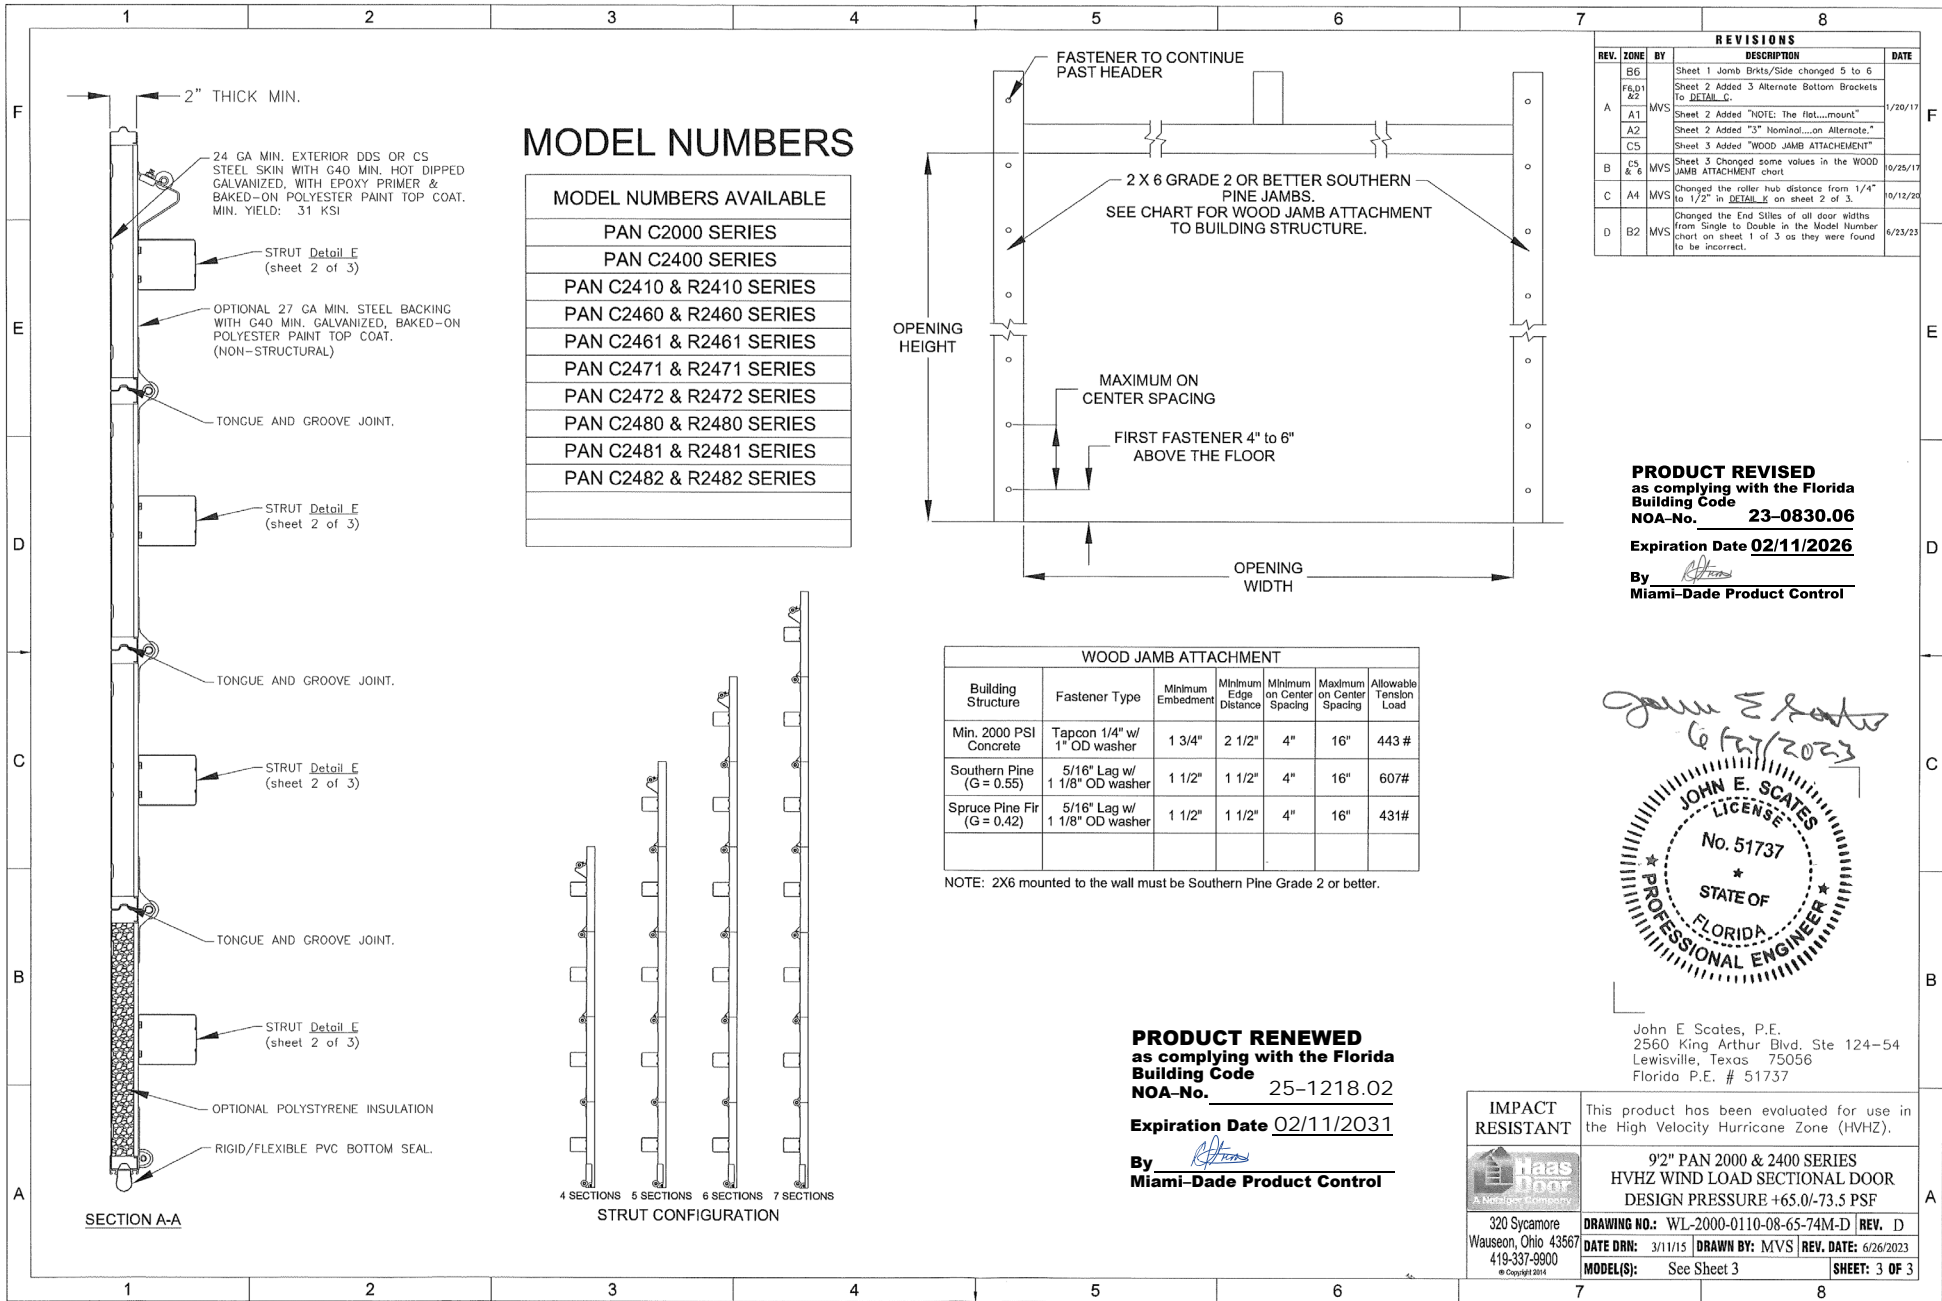 1 2 3 4 5 6 7 8
F
E
D
C
B
A
2" THICK MIN.
24 GA MIN. EXTERIOR DDS OR CS
STEEL SKIN WITH G40 MIN. HOT DIPPED
GALVANIZED, WITH EPOXY PRIMER &
BAKED-ON POLYESTER PAINT TOP COAT.
MIN. YIELD: 31 KSI
STRUT Detail E
(sheet 2 of 3)
OPTIONAL 27 GA MIN. STEEL BACKING
WITH G40 MIN. GALVANIZED, BAKED-ON
POLYESTER PAINT TOP COAT.
(NON-STRUCTURAL)
TONGUE AND GROOVE JOINT.
STRUT Detail E
(sheet 2 of 3)
TONGUE AND GROOVE JOINT.
STRUT Detail E
(sheet 2 of 3)
TONGUE AND GROOVE JOINT.
STRUT Detail E
(sheet 2 of 3)
OPTIONAL POLYSTYRENE INSULATION
RIGID/FLEXIBLE PVC BOTTOM SEAL.
SECTION A-A
MODEL NUMBERS
MODEL NUMBERS AVAILABLE
PAN C2000 SERIES
PAN C2400 SERIES
PAN C2410 & R2410 SERIES
PAN C2460 & R2460 SERIES
PAN C2461 & R2461 SERIES
PAN C2471 & R2471 SERIES
PAN C2472 & R2472 SERIES
PAN C2480 & R2480 SERIES
PAN C2481 & R2481 SERIES
PAN C2482 & R2482 SERIES
4 SECTIONS 5 SECTIONS 6 SECTIONS 7 SECTIONS
STRUT CONFIGURATION
FASTENER TO CONTINUE
PAST HEADER
2 X 6 GRADE 2 OR BETTER SOUTHERN
PINE JAMBS.
SEE CHART FOR WOOD JAMB ATTACHMENT
TO BUILDING STRUCTURE.
OPENING
HEIGHT
MAXIMUM ON
CENTER SPACING
FIRST FASTENER 4" to 6"
ABOVE THE FLOOR
OPENING
WIDTH
WOOD JAMB ATTACHMENT
Building Structure Fastener Type Minimum Embedment Minimum Edge Distance Minimum on Center Spacing Maximum on Center Spacing Allowable Tension Load
Min. 2000 PSI Concrete Tapcon 1/4" w/ 1" OD washer 1 3/4" 2 1/2" 4" 16" 443 #
Southern Pine (G = 0.55) 5/16" Lag w/ 1 1/8" OD washer 1 1/2" 1 1/2" 4" 16" 607#
Spruce Pine Fir (G = 0.42) 5/16" Lag w/ 1 1/8" OD washer 1 1/2" 1 1/2" 4" 16" 431#
NOTE: 2X6 mounted to the wall must be Southern Pine Grade 2 or better.
REVISIONS
REV. ZONE BY DESCRIPTION DATE
A MVS 1/20/17
B6 Sheet 1 Jamb Brkts/Side changed 5 to 6
F6,D1 &2 Sheet 2 Added 3 Alternate Bottom Brackets
To DETAIL C.
A1 Sheet 2 Added "NOTE: The flat....mount"
A2 Sheet 2 Added "3" Nominal....an Alternate."
C5 Sheet 3 Added "WOOD JAMB ATTACHEMENT"
B C5 & 6 MVS Sheet 3 Changed some values in the WOOD
JAMB ATTACHMENT chart 10/25/17
C A4 MVS Changed the roller hub distance from 1/4"
to 1/2" in DETAIL K on sheet 2 of 3. 10/12/20
D B2 MVS Changed the End Stiles of all door widths
from Single to Double in the Model Number
chart on sheet 1 of 3 as they were found
to be incorrect. 6/23/23
PRODUCT REVISED
as complying with the Florida
Building Code
NOA–No. 23–0830.06
Expiration Date 02/11/2026
By
Miami–Dade Product Control
John E Scates
6/27/2023
JOHN E. SCATES
LICENSE
No. 51737
STATE OF
FLORIDA
PROFESSIONAL ENGINEER
John E Scates, P.E.
2560 King Arthur Blvd. Ste 124-54
Lewisville, Texas 75056
Florida P.E. # 51737
PRODUCT RENEWED
as complying with the Florida
Building Code
NOA–No. 25–1218.02
Expiration Date 02/11/2031
By
Miami–Dade Product Control
IMPACT
RESISTANT
This product has been evaluated for use in
the High Velocity Hurricane Zone (HVHZ).
Haas
Door
A Nofziger Company
9'2" PAN 2000 & 2400 SERIES
HVHZ WIND LOAD SECTIONAL DOOR
DESIGN PRESSURE +65.0/-73.5 PSF
320 Sycamore
Wauseon, Ohio 43567
419-337-9900
© Copyright 2014
DRAWING NO.: WL-2000-0110-08-65-74M-D REV. D
DATE DRN: 3/11/15 DRAWN BY: MVS REV. DATE: 6/26/2023
MODEL(S): See Sheet 3 SHEET: 3 OF 3
1 2 3 4 5 6 7 8